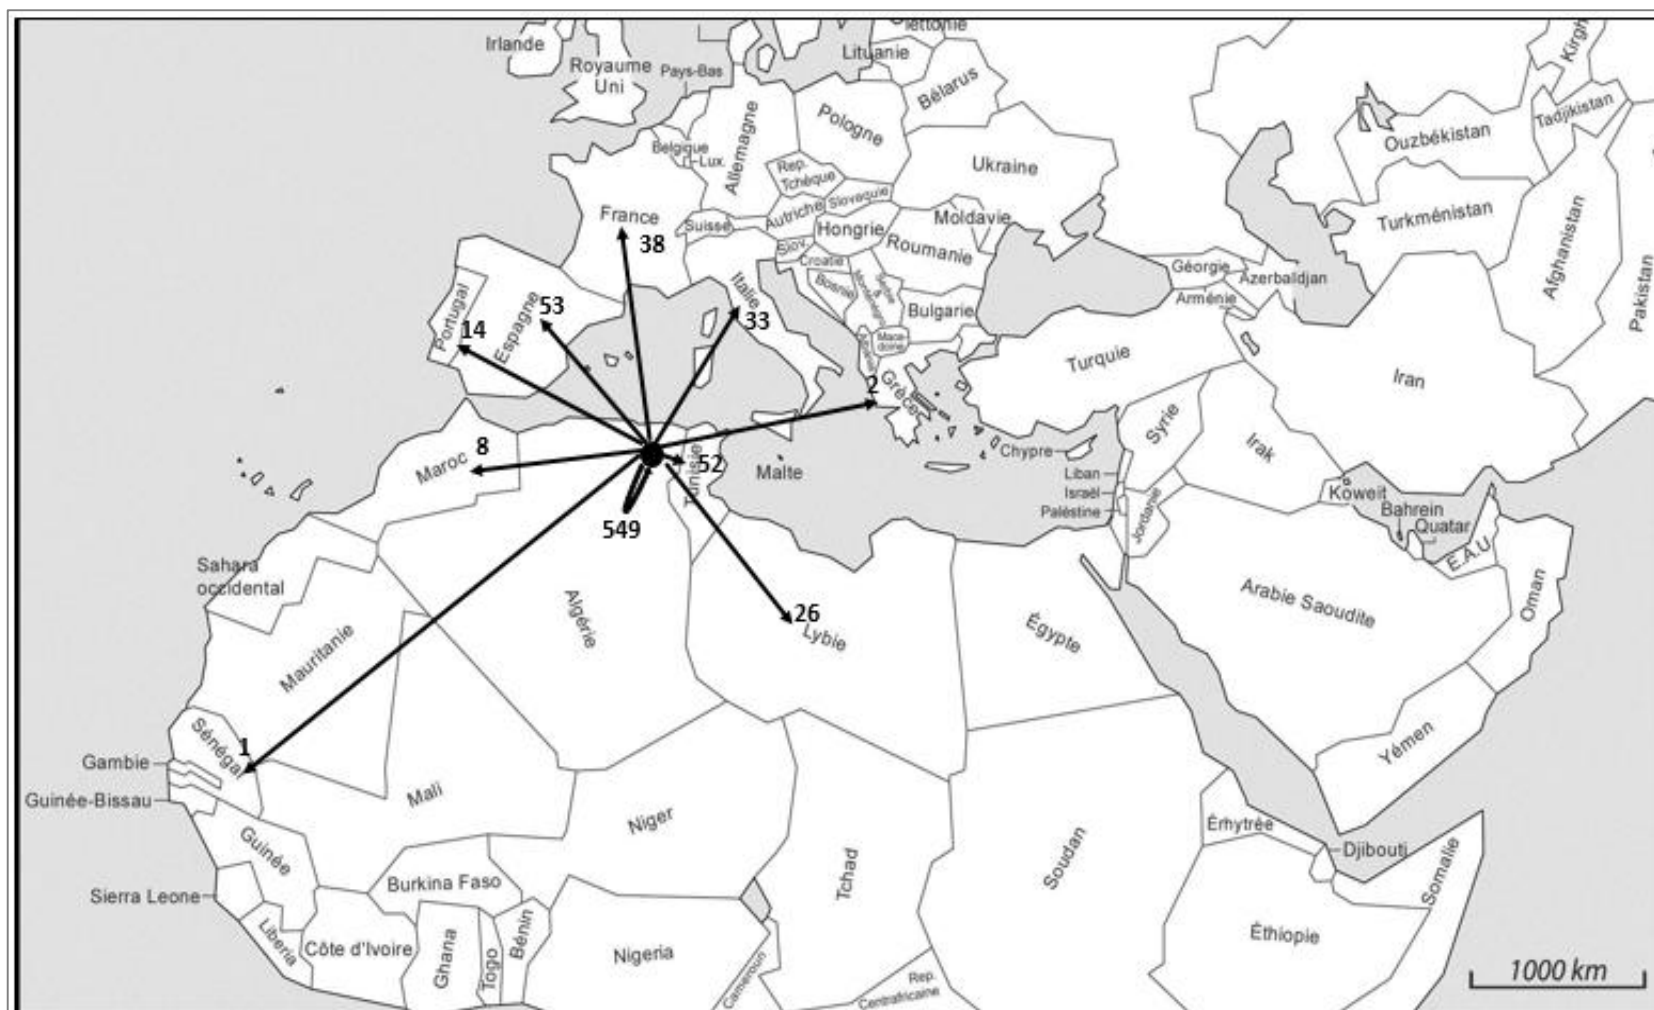 Lettonie
Irlande
Lituanie
Royaume
Uni
Pays-Bas
Bélarus
Kirgh
Tadjikistan
Ouzbékistan
Pologne
Allemagne
Belgique
Lux.
Ukraine
Rep.
Tchèque
Slovaquie
Autriche
France
38
Suisse
Hongrie
Moldavie
Turkménistan
Roumanie
Slov.
Croatie
Bosnie
Géorgie
Azerbaïdjan
Arménie
Afghanistan
Pakistan
Italie
33
Bulgarie
Macé-
doine
Portugal
14
Espagne
53
Turquie
Iran
2
Grèce
Syrie
Irak
Chypre
Maroc
8
Tunisie
52
Malte
Liban
Israël
Palestine
Jordanie
Koweit
Bahrein
Quatar
E.A.U
549
Sahara
occidental
Algérie
26
Lybie
Égypte
Arabie Saoudite
Oman
Mauritanie
Sénégal
1
Yémen
Gambie
Guinée-Bissau
Mali
Niger
Tchad
Soudan
Érhytrée
Djibouti
Somalie
Guinée
Burkina Faso
Sierra Leone
Liberia
Côte d'Ivoire
Ghana
Togo
Bénin
Nigeria
Cameroun
Rep.
Centrafricaine
Éthiopie
1000 km